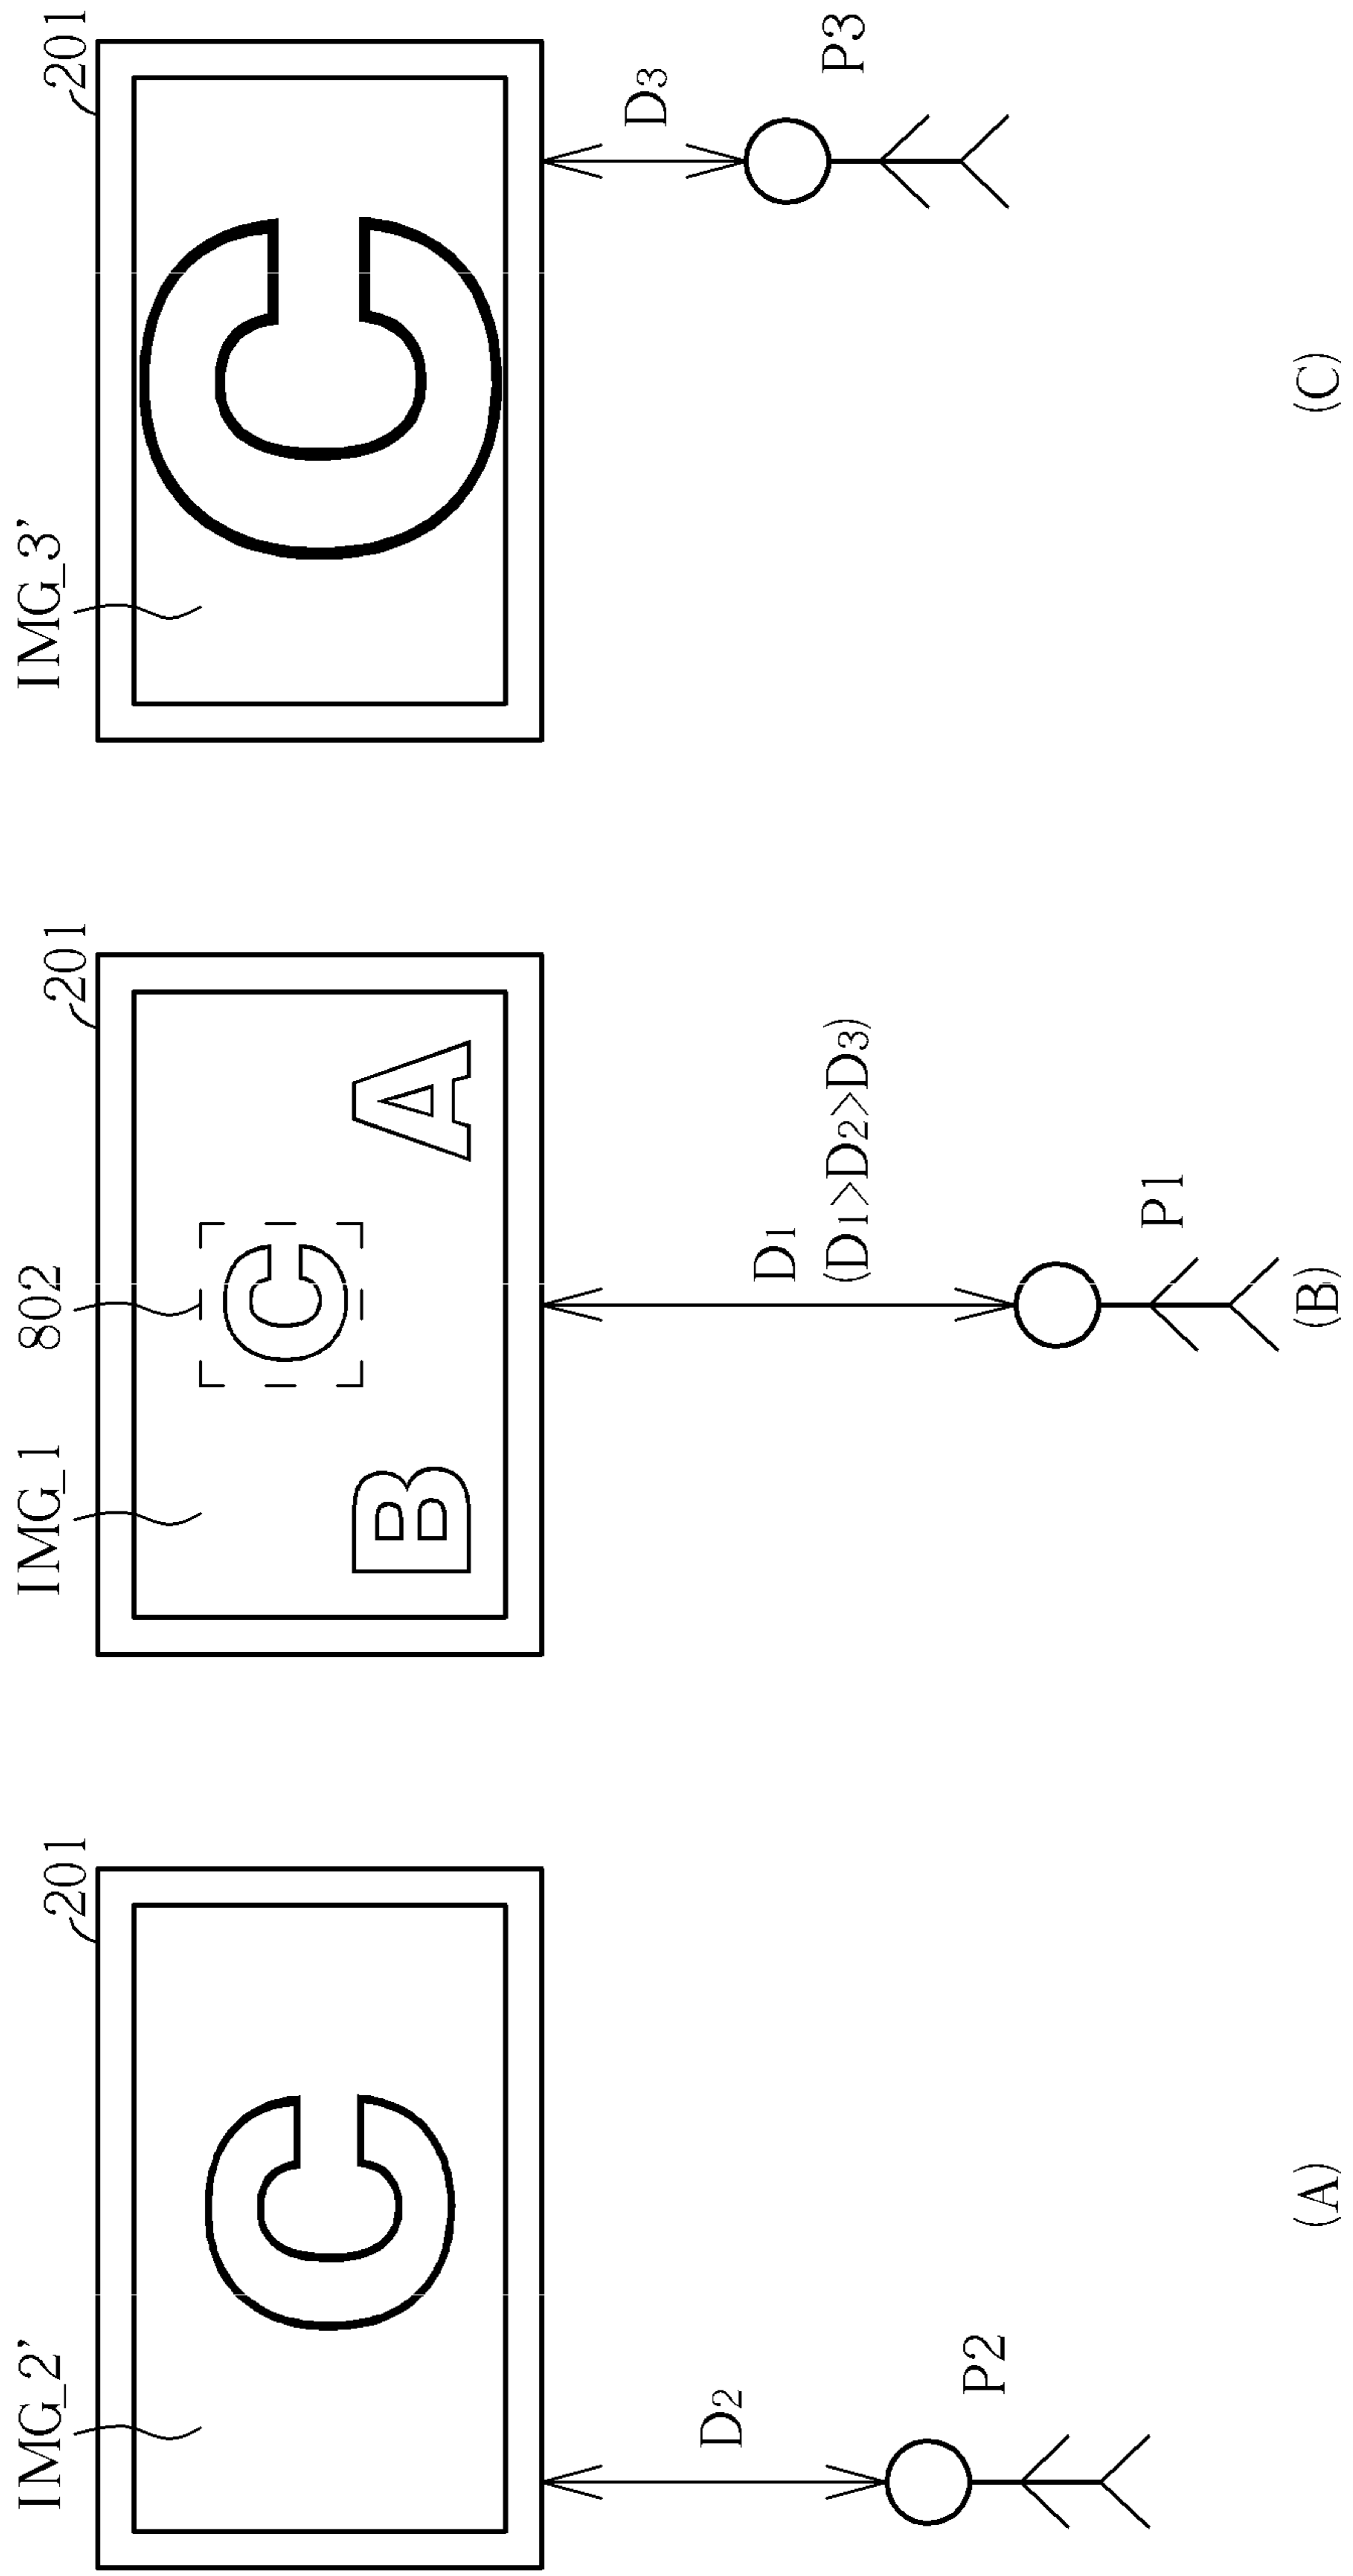 IMG_2'
201
C
D2
P2
(A)
IMG_1
802
201
C
B
A
D1
(D1>D2>D3)
P1
(B)
IMG_3'
201
C
D3
P3
(C)